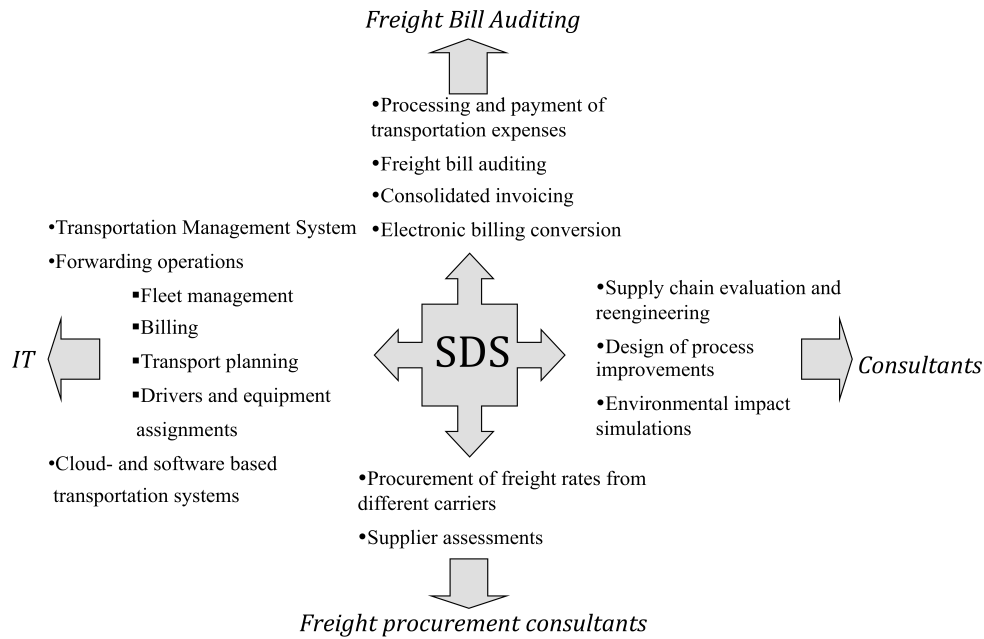 Freight Bill Auditing
•Processing and payment of
transportation expenses
•Freight bill auditing
•Consolidated invoicing
•Electronic billing conversion
•Transportation Management System
•Forwarding operations
▪Fleet management
▪Billing
▪Transport planning
▪Drivers and equipment
assignments
•Cloud- and software based
transportation systems
IT
SDS
•Supply chain evaluation and
reengineering
•Design of process
improvements
•Environmental impact
simulations
Consultants
•Procurement of freight rates from
different carriers
•Supplier assessments
Freight procurement consultants